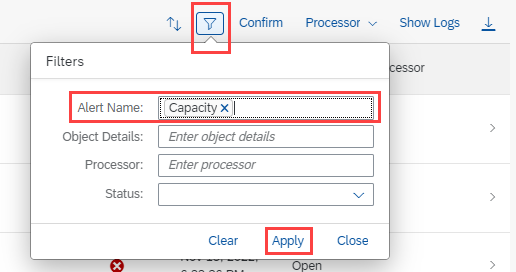 Confirm Processor Show Logs
Filters
cessor
Alert Name: Capacity
Object Details: Enter object details
Processor: Enter processor
Status:
Clear Apply Close
Open